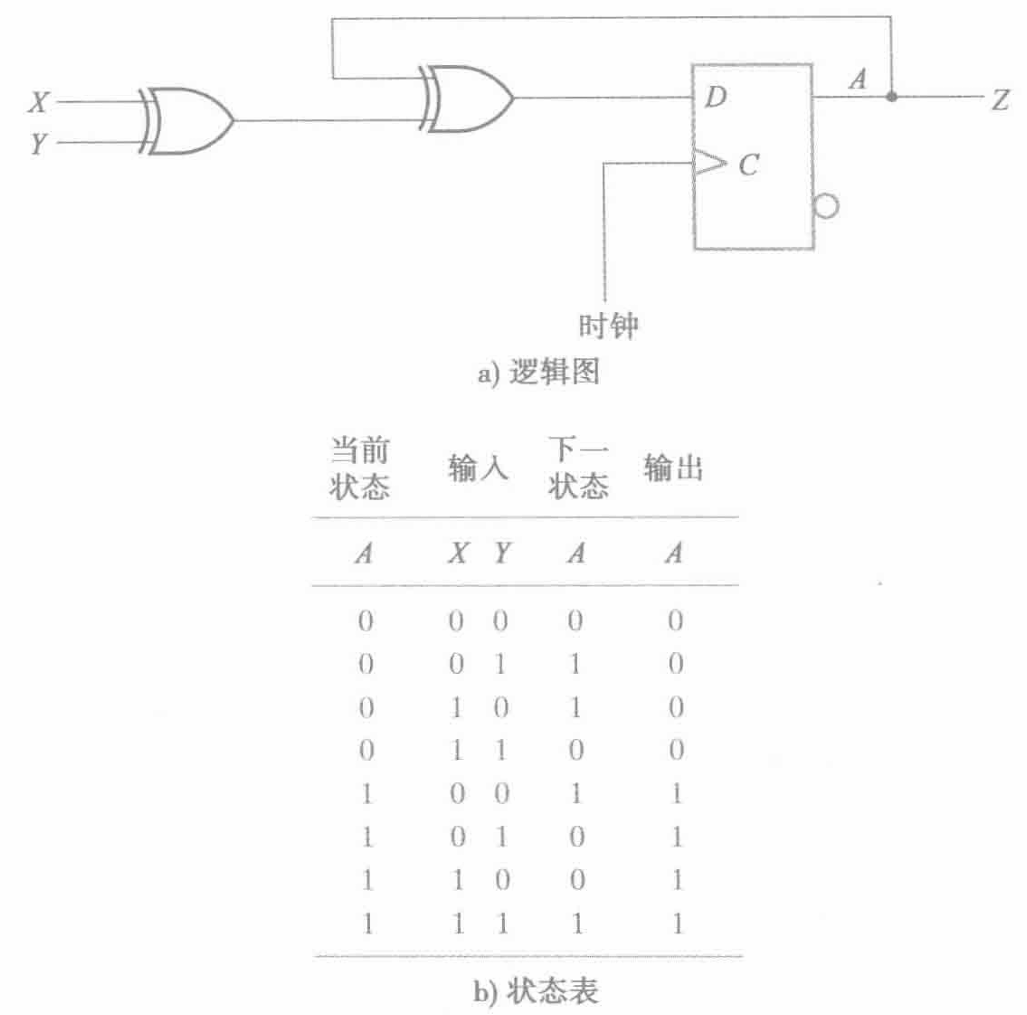 X
Y
D
A
Z
C
时钟
a) 逻辑图
当前 下一
状态 输入 状态 输出
A X Y A A
0 0 0 0 0
0 0 1 1 0
0 1 0 1 0
0 1 1 0 0
1 0 0 1 1
1 0 1 0 1
1 1 0 0 1
1 1 1 1 1
b) 状态表